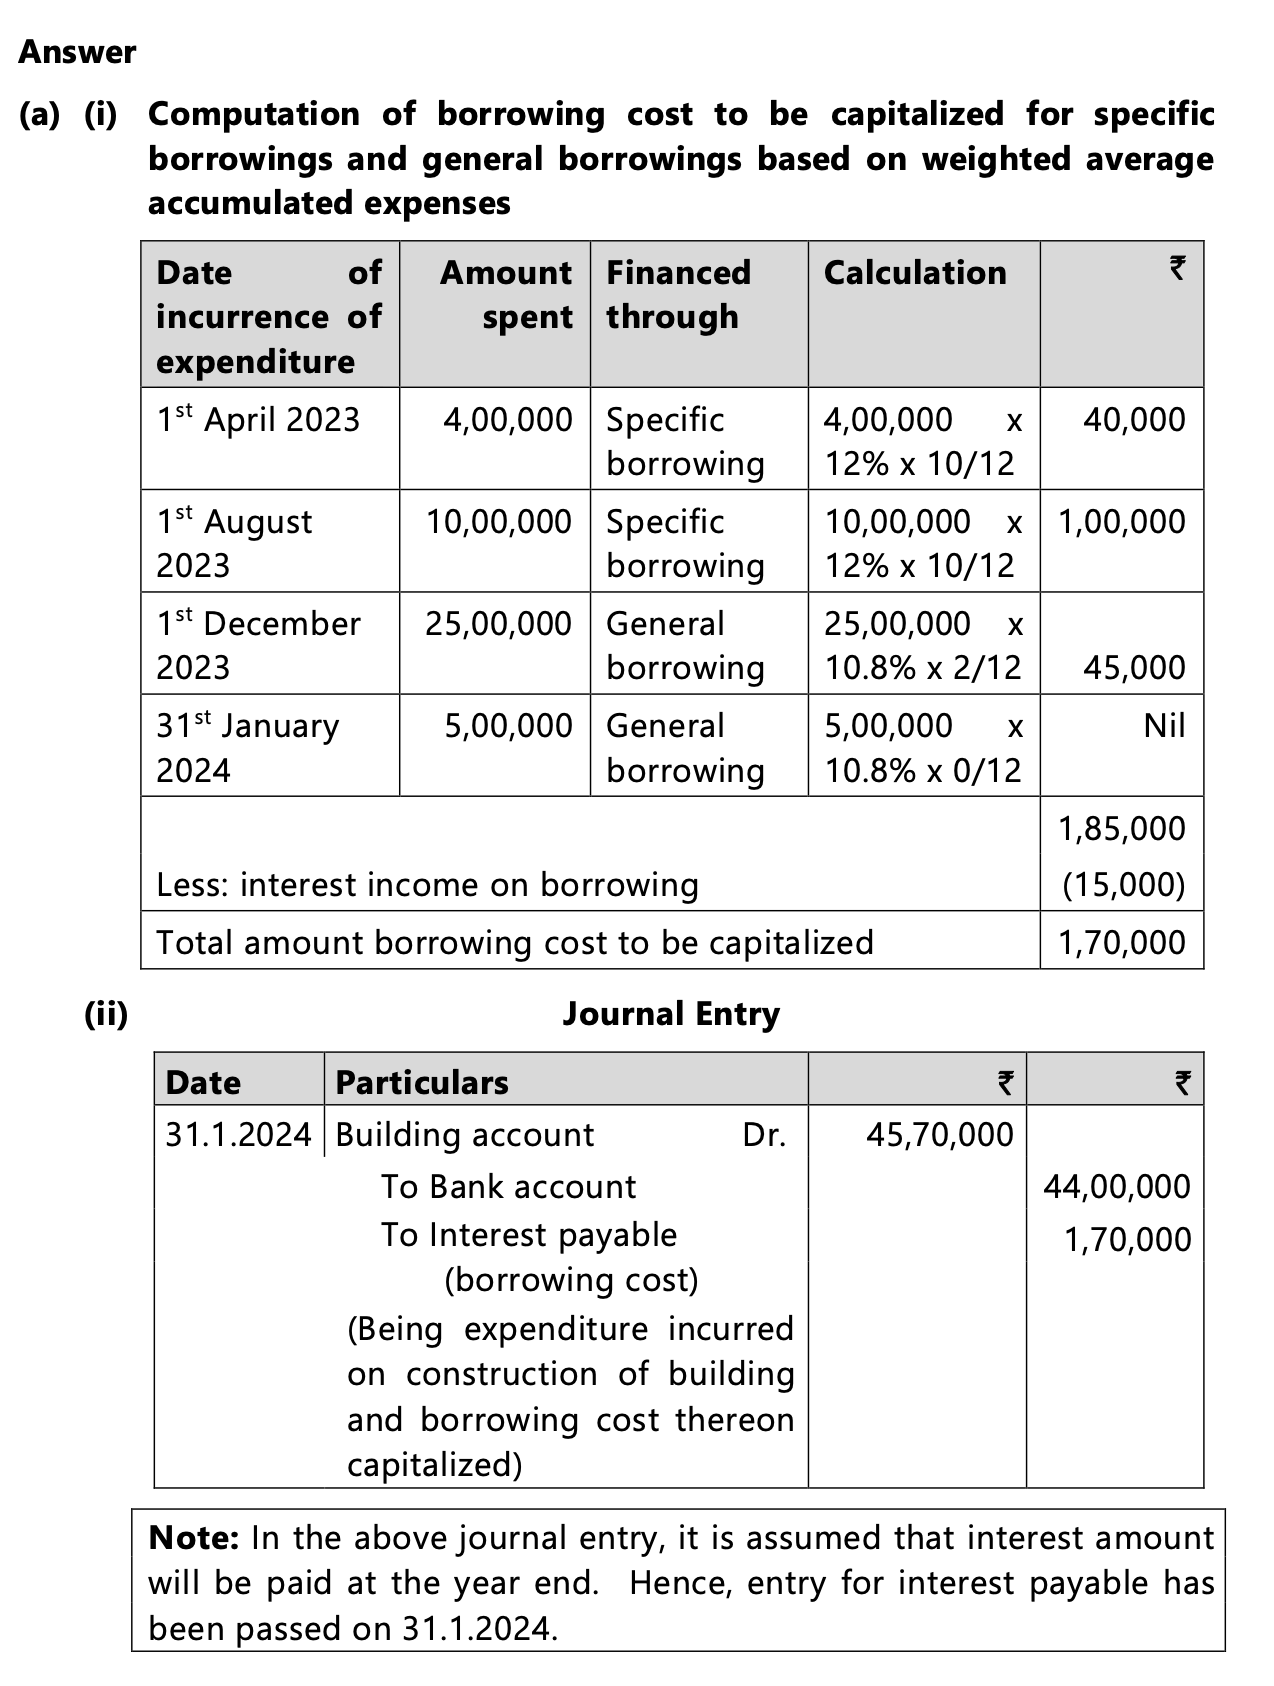 Answer
(a) (i) Computation of borrowing cost to be capitalized for specific
borrowings and general borrowings based on weighted average
accumulated expenses
Date of incurrence of expenditure | Amount spent | Financed through | Calculation | ₹
1st April 2023 | 4,00,000 | Specific borrowing | 4,00,000 x 12% x 10/12 | 40,000
1st August 2023 | 10,00,000 | Specific borrowing | 10,00,000 x 12% x 10/12 | 1,00,000
1st December 2023 | 25,00,000 | General borrowing | 25,00,000 x 10.8% x 2/12 | 45,000
31st January 2024 | 5,00,000 | General borrowing | 5,00,000 x 10.8% x 0/12 | Nil
1,85,000
Less: interest income on borrowing (15,000)
Total amount borrowing cost to be capitalized 1,70,000
(ii) Journal Entry
Date | Particulars | ₹ | ₹
31.1.2024 | Building account Dr. | 45,70,000
To Bank account 44,00,000
To Interest payable 1,70,000
(borrowing cost)
(Being expenditure incurred
on construction of building
and borrowing cost thereon
capitalized)
Note: In the above journal entry, it is assumed that interest amount
will be paid at the year end. Hence, entry for interest payable has
been passed on 31.1.2024.